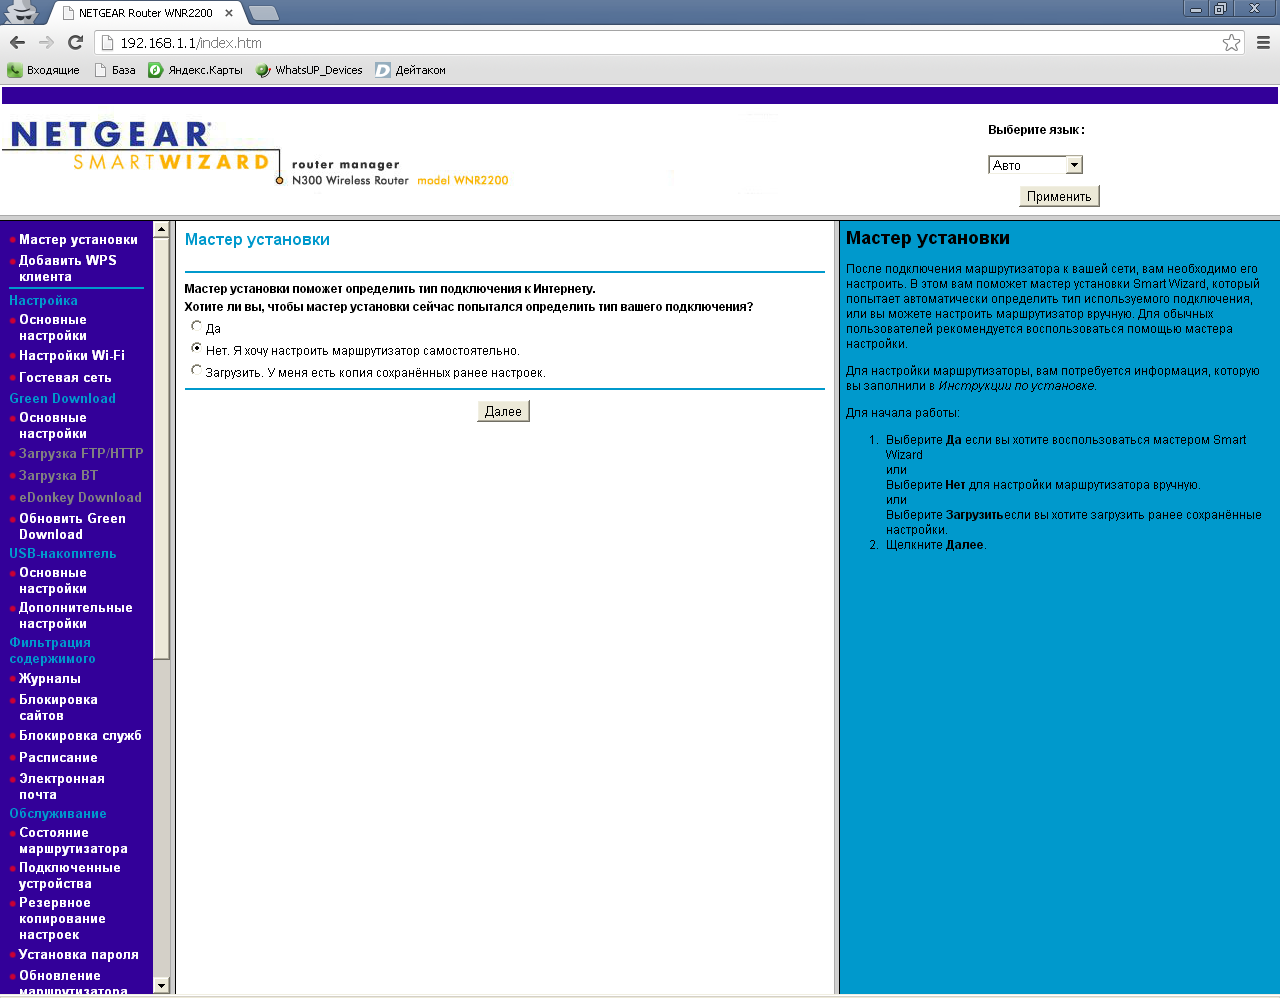 NETGEAR Router WNR2200
192.168.1.1/index.htm
Входящие
База
Яндекс.Карты
WhatsUP_Devices
Дейтаком
NETGEAR
SMARTWIZARD
router manager
N300 Wireless Router model WNR2200
Выберите язык :
Авто
Применить
Мастер установки
Добавить WPS
клиента
Настройка
Основные
настройки
Настройки Wi-Fi
Гостевая сеть
Green Download
Основные
настройки
Загрузка FTP/HTTP
Загрузка BT
eDonkey Download
Обновить Green
Download
USB-накопитель
Основные
настройки
Дополнительные
настройки
Фильтрация
содержимого
Журналы
Блокировка
сайтов
Блокировка служб
Расписание
Электронная
почта
Обслуживание
Состояние
маршрутизатора
Подключенные
устройства
Резервное
копирование
настроек
Установка пароля
Обновление
маршрутизатора
Мастер установки
Мастер установки поможет определить тип подключения к Интернету.
Хотите ли вы, чтобы мастер установки сейчас попытался определить тип вашего подключения?
Да
Нет. Я хочу настроить маршрутизатор самостоятельно.
Загрузить. У меня есть копия сохранённых ранее настроек.
Далее
Мастер установки
После подключения маршрутизатора к вашей сети, вам необходимо его
настроить. В этом вам поможет мастер установки Smart Wizard, который
попытает автоматически определить тип используемого подключения,
или вы можете настроить маршрутизатор вручную. Для обычных
пользователей рекомендуется воспользоваться помощью мастера
настройки.
Для настройки маршрутизаторы, вам потребуется информация, которую
вы заполнили в Инструкции по установке.
Для начала работы:
1. Выберите Да если вы хотите воспользоваться мастером Smart
Wizard
или
Выберите Нет для настройки маршрутизатора вручную.
или
Выберите Загрузитьесли вы хотите загрузить ранее сохранённые
настройки.
2. Щелкните Далее.